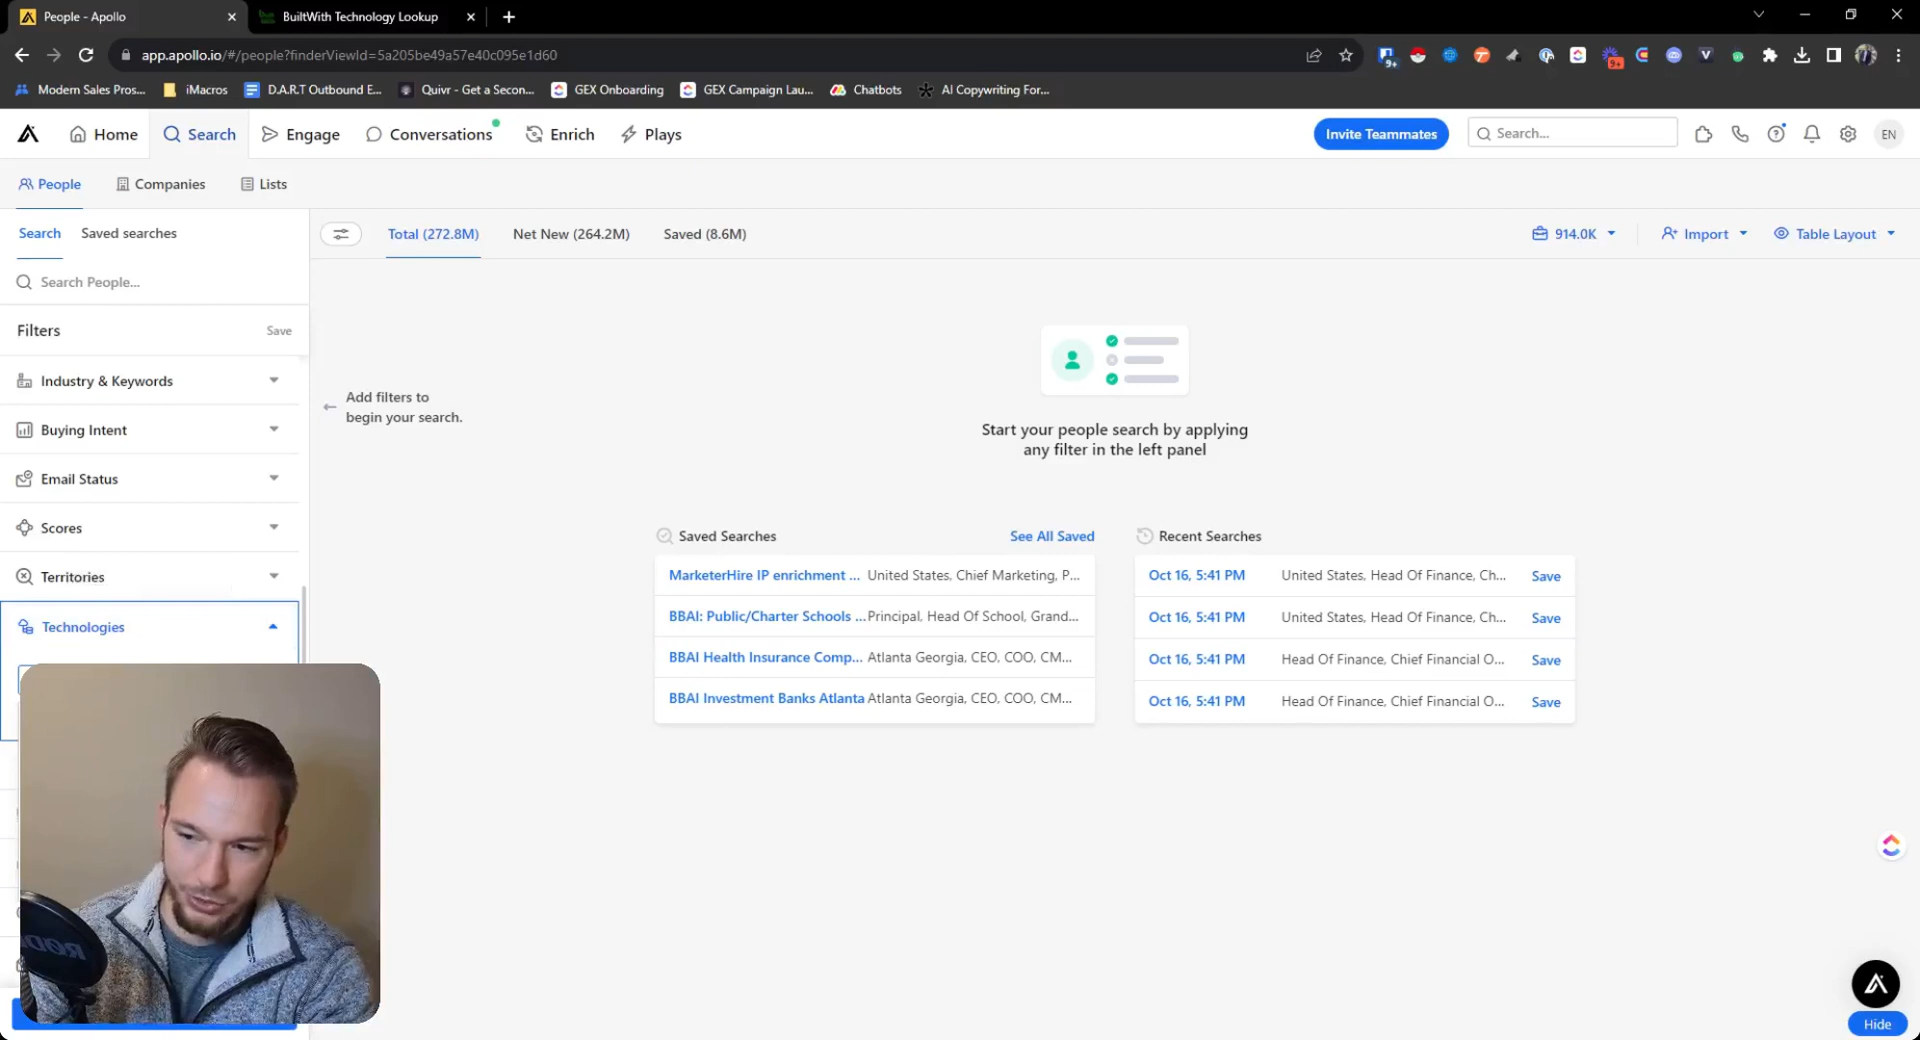 People - Apollo
BuiltWith Technology Lookup
app.apollo.io/#/people?finderViewId=5a205be49a57e40c095e1d60
9+
9+
Modern Sales Pros...
iMacros
D.A.R.T Outbound E...
Quivr - Get a Secon...
GEX Onboarding
GEX Campaign Lau...
Chatbots
AI Copywriting For...
Home
Search
Engage
Conversations
Enrich
Plays
Invite Teammates
Search...
EN
People
Companies
Lists
Search
Saved searches
Total (272.8M)
Net New (264.2M)
Saved (8.6M)
914.0K
Import
Table Layout
Search People...
Filters
Save
Industry & Keywords
Buying Intent
Email Status
Scores
Territories
Technologies
Add filters to
begin your search.
Start your people search by applying
any filter in the left panel
Saved Searches
See All Saved
MarketerHire IP enrichment ... United States, Chief Marketing, P...
BBAI: Public/Charter Schools ... Principal, Head Of School, Grand...
BBAI Health Insurance Comp... Atlanta Georgia, CEO, COO, CM...
BBAI Investment Banks Atlanta Atlanta Georgia, CEO, COO, CM...
Recent Searches
Oct 16, 5:41 PM United States, Head Of Finance, Ch... Save
Oct 16, 5:41 PM United States, Head Of Finance, Ch... Save
Oct 16, 5:41 PM Head Of Finance, Chief Financial O... Save
Oct 16, 5:41 PM Head Of Finance, Chief Financial O... Save
RØDE
Hide